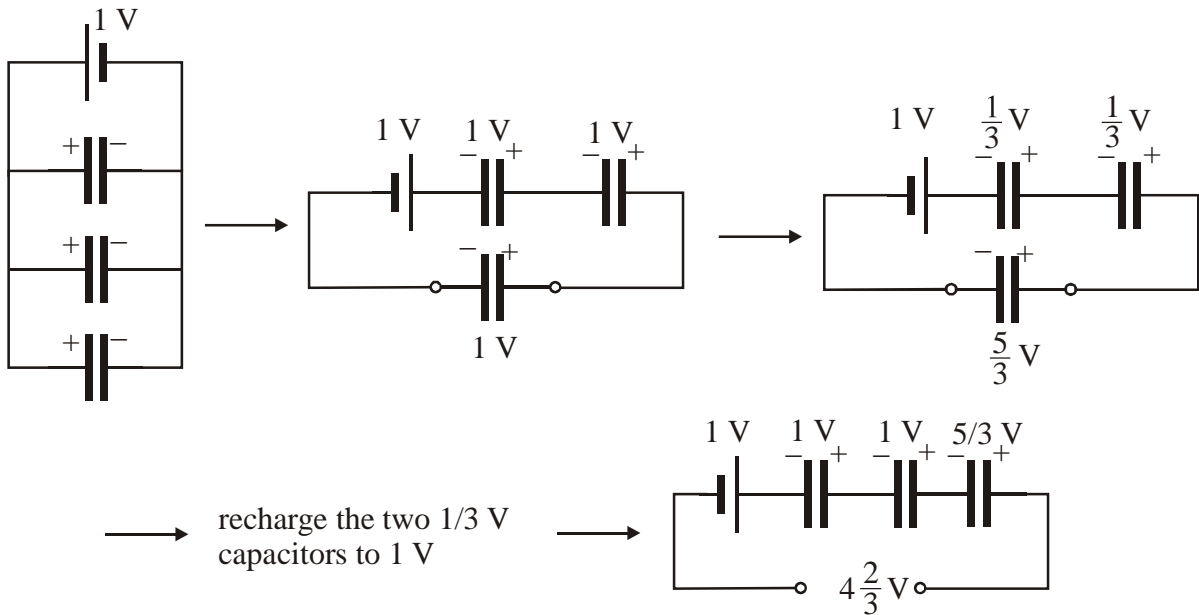 1 V
+ −
+ −
+ −
1 V
1 V
− +
1 V
− +
− +
1 V
1 V
1/3 V
− +
1/3 V
− +
− +
5/3 V
recharge the two 1/3 V
capacitors to 1 V
1 V
1 V
− +
1 V
− +
5/3 V
− +
4 2/3 V